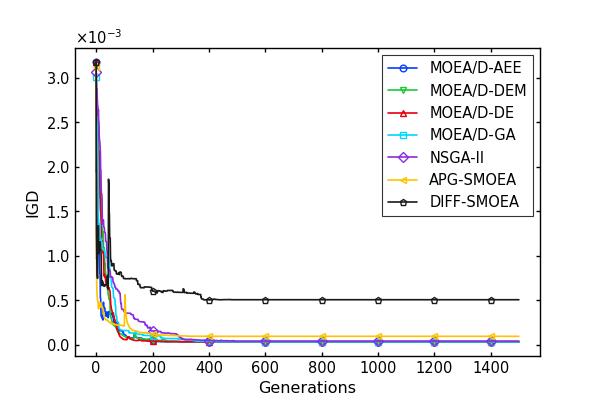 ×10⁻³
3.0
2.5
2.0
1.5
1.0
0.5
0.0
IGD
0 200 400 600 800 1000 1200 1400
Generations
MOEA/D-AEE
MOEA/D-DEM
MOEA/D-DE
MOEA/D-GA
NSGA-II
APG-SMOEA
DIFF-SMOEA